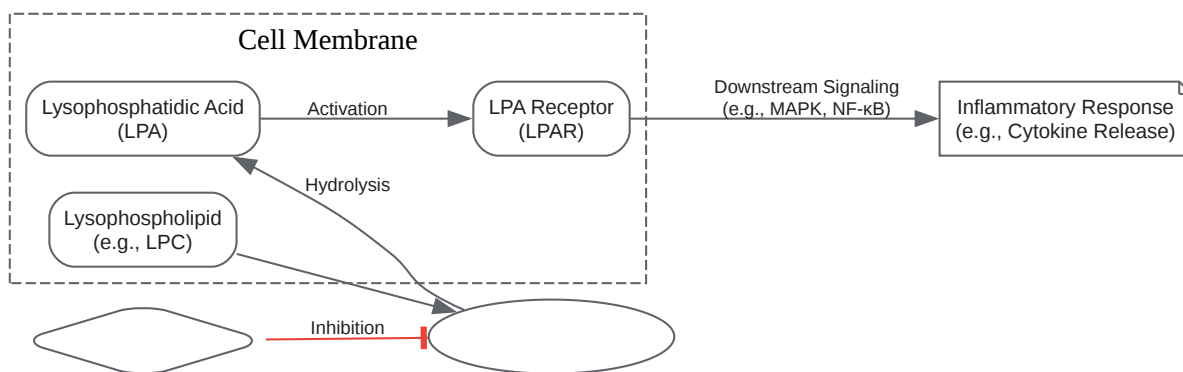 Cell Membrane
Lysophosphatidic Acid
(LPA)
Activation
LPA Receptor
(LPAR)
Downstream Signaling
(e.g., MAPK, NF-κB)
Inflammatory Response
(e.g., Cytokine Release)
Hydrolysis
Lysophospholipid
(e.g., LPC)
Inhibition